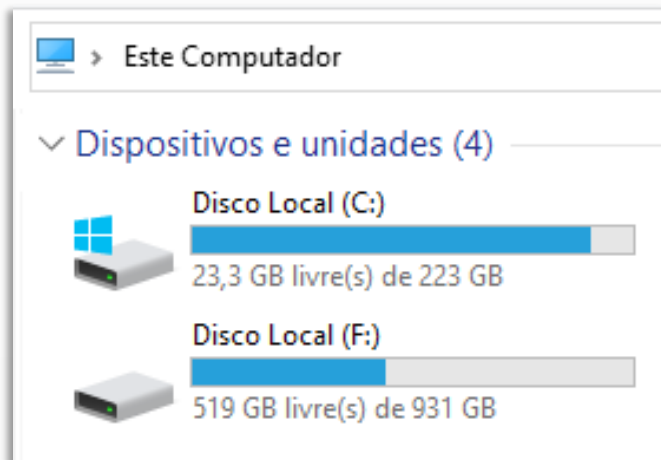 Este Computador
Dispositivos e unidades (4)
Disco Local (C:)
23,3 GB livre(s) de 223 GB
Disco Local (F:)
519 GB livre(s) de 931 GB